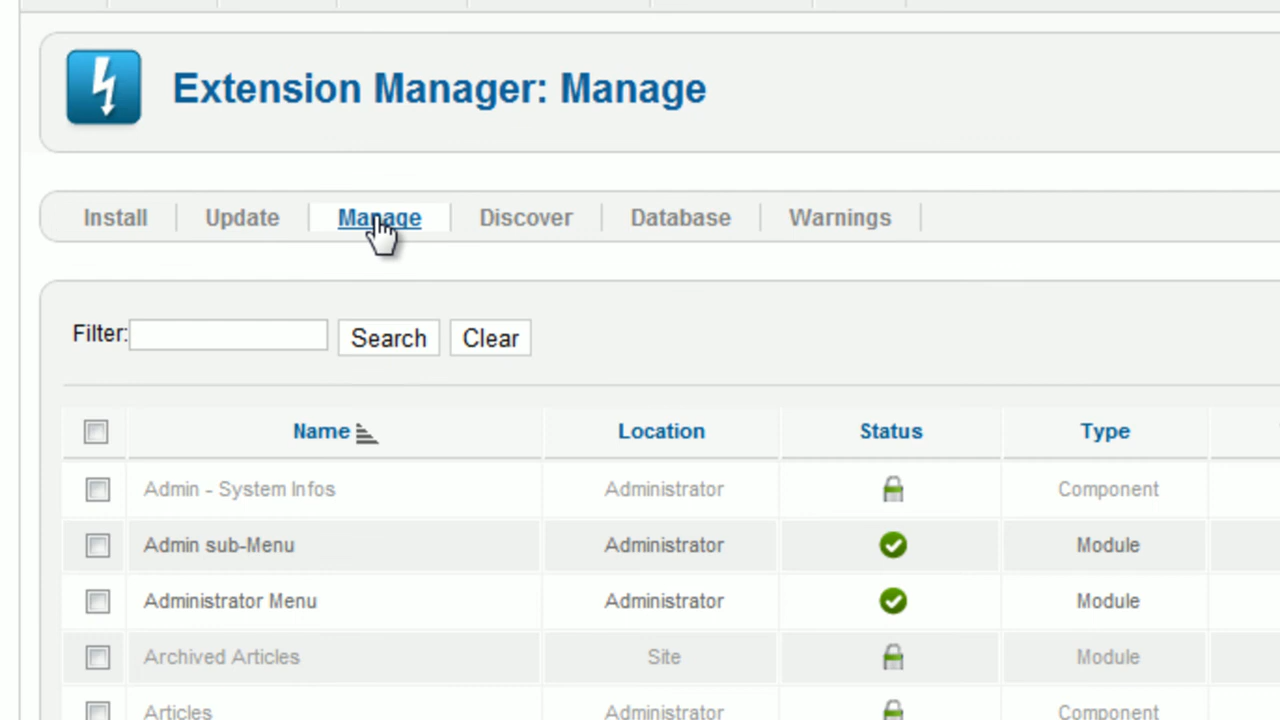 Extension Manager: Manage
Install Update Manage Discover Database Warnings
Filter: Search Clear
Name Location Status Type
Admin - System Infos Administrator Component
Admin sub-Menu Administrator Module
Administrator Menu Administrator Module
Archived Articles Site Module
Articles Administrator Component